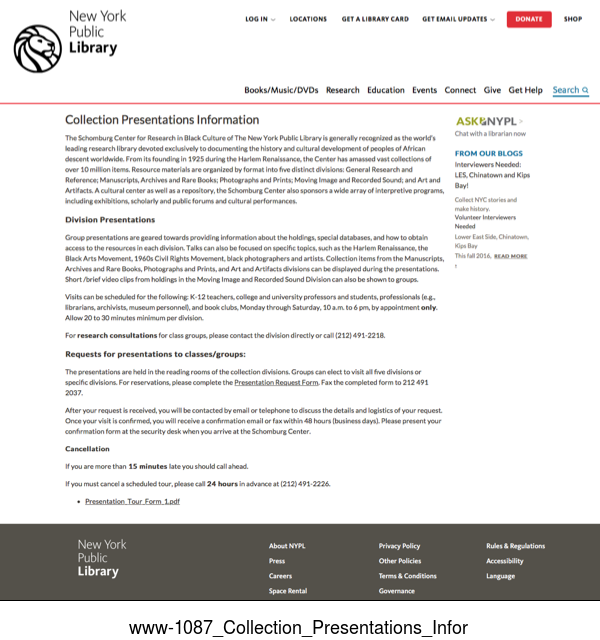 New York
Public
Library
LOG IN
LOCATIONS
GET A LIBRARY CARD
GET EMAIL UPDATES
DONATE
SHOP
Books/Music/DVDs
Research
Education
Events
Connect
Give
Get Help
Search
Collection Presentations Information
The Schomburg Center for Research in Black Culture of The New York Public Library is generally recognized as the world's
leading research library devoted exclusively to documenting the history and cultural development of peoples of African
descent worldwide. From its founding in 1925 during the Harlem Renaissance, the Center has amassed vast collections of
over 10 million items. Resource materials are organized by format into five distinct divisions: General Research and
Reference; Manuscripts, Archives and Rare Books; Photographs and Prints; Moving Image and Recorded Sound; and Art and
Artifacts. A cultural center as well as a repository, the Schomburg Center also sponsors a wide array of interpretive programs,
including exhibitions, scholarly and public forums and cultural performances.
Division Presentations
Group presentations are geared towards providing information about the holdings, special databases, and how to obtain
access to the resources in each division. Talks can also be focused on specific topics, such as the Harlem Renaissance, the
Black Arts Movement, 1960s Civil Rights Movement, black photographers and artists. Collection items from the Manuscripts,
Archives and Rare Books, Photographs and Prints, and Art and Artifacts divisions can be displayed during the presentations.
Short /brief video clips from holdings in the Moving Image and Recorded Sound Division can also be shown to groups.
Visits can be scheduled for the following: K-12 teachers, college and university professors and students, professionals (e.g.,
librarians, archivists, museum personnel), and book clubs, Monday through Saturday, 10 a.m. to 6 pm, by appointment only.
Allow 20 to 30 minutes minimum per division.
For research consultations for class groups, please contact the division directly or call (212) 491-2218.
Requests for presentations to classes/groups:
The presentations are held in the reading rooms of the collection divisions. Groups can elect to visit all five divisions or
specific divisions. For reservations, please complete the Presentation Request Form. Fax the completed form to 212 491
2037.
After your request is received, you will be contacted by email or telephone to discuss the details and logistics of your request.
Once your visit is confirmed, you will receive a confirmation email or fax within 48 hours (business days). Please present your
confirmation form at the security desk when you arrive at the Schomburg Center.
Cancellation
If you are more than 15 minutes late you should call ahead.
If you must cancel a scheduled tour, please call 24 hours in advance at (212) 491-2226.
• Presentation_Tour_Form_1.pdf
ASK NYPL >
Chat with a librarian now
FROM OUR BLOGS
Interviewers Needed:
LES, Chinatown and Kips
Bay!
Collect NYC stories and
make history.
Volunteer Interviewers
Needed
Lower East Side, Chinatown,
Kips Bay
This fall 2016, READ MORE
›
New York
Public
Library
About NYPL
Privacy Policy
Rules & Regulations
Press
Other Policies
Accessibility
Careers
Terms & Conditions
Language
Space Rental
Governance
www-1087_Collection_Presentations_Infor